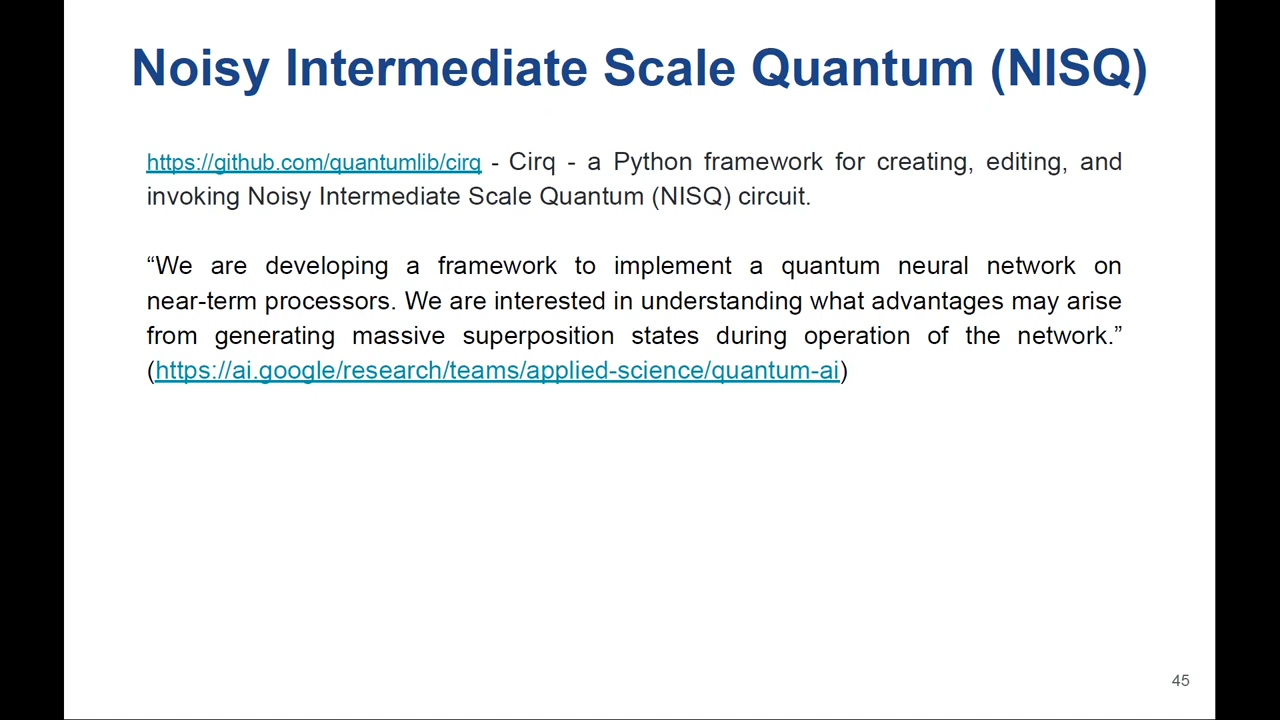 Noisy Intermediate Scale Quantum (NISQ)
https://github.com/quantumlib/cirq - Cirq - a Python framework for creating, editing, and
invoking Noisy Intermediate Scale Quantum (NISQ) circuit.
“We are developing a framework to implement a quantum neural network on
near-term processors. We are interested in understanding what advantages may arise
from generating massive superposition states during operation of the network.”
(https://ai.google/research/teams/applied-science/quantum-ai)
45